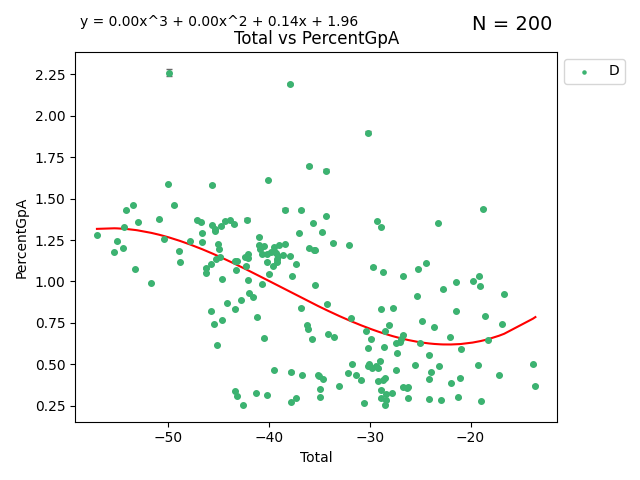 y = 0.00x^3 + 0.00x^2 + 0.14x + 1.96
N = 200
Total vs PercentGpA
D
2.25
2.00
1.75
1.50
1.25
1.00
0.75
0.50
0.25
PercentGpA
−50 −40 −30 −20
Total